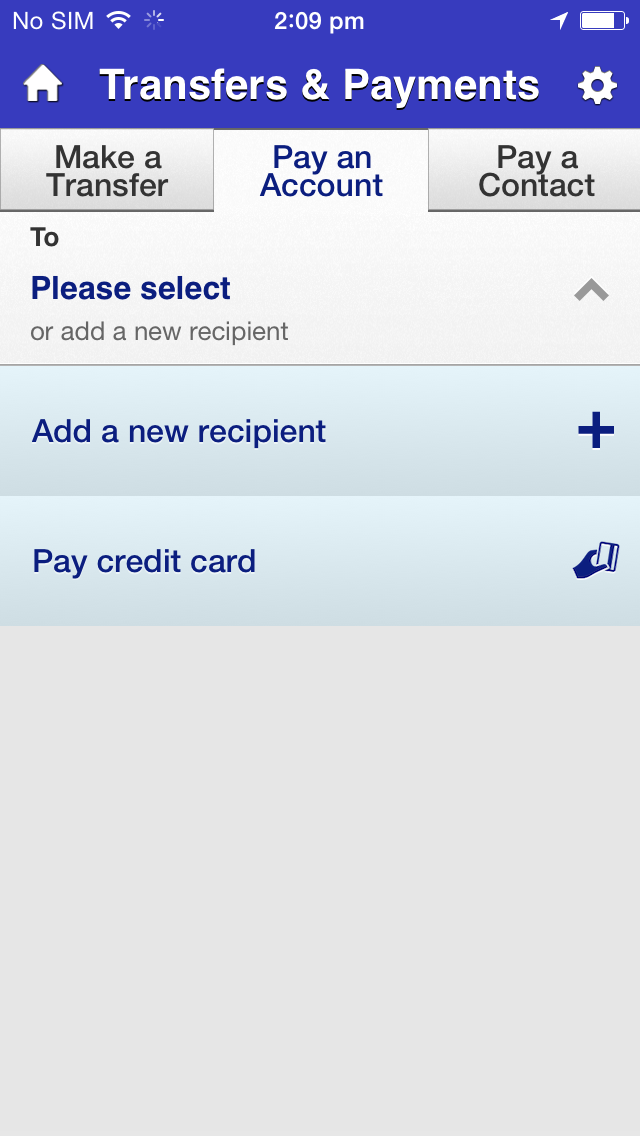 No SIM 2:09 pm
Transfers & Payments
Make a
Transfer
Pay an
Account
Pay a
Contact
To
Please select
or add a new recipient
Add a new recipient
Pay credit card